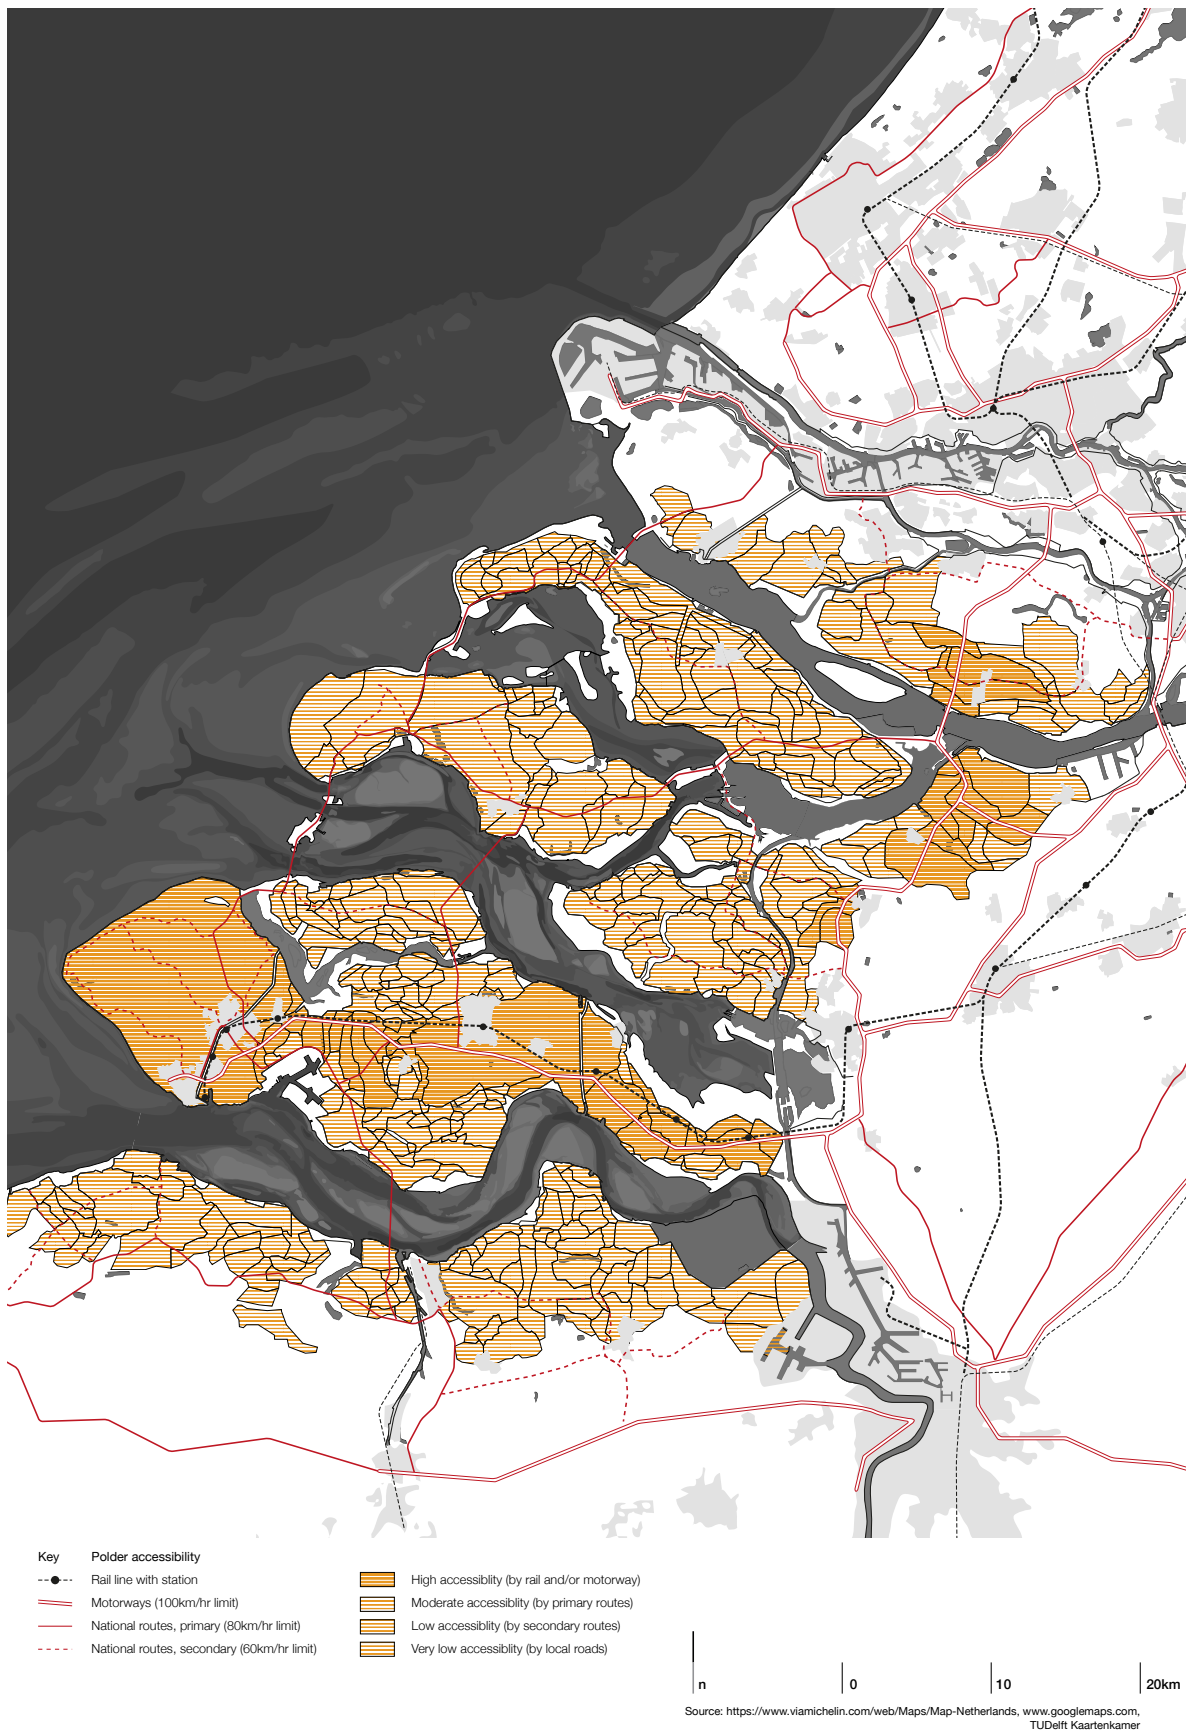 Key Polder accessibility
Rail line with station
Motorways (100km/hr limit)
National routes, primary (80km/hr limit)
National routes, secondary (60km/hr limit)
High accessiblity (by rail and/or motorway)
Moderate accessiblity (by primary routes)
Low accessiblity (by secondary routes)
Very low accessiblity (by local roads)
n 0 10 20km
Source: https://www.viamichelin.com/web/Maps/Map-Netherlands, www.googlemaps.com,
TUDelft Kaartenkamer